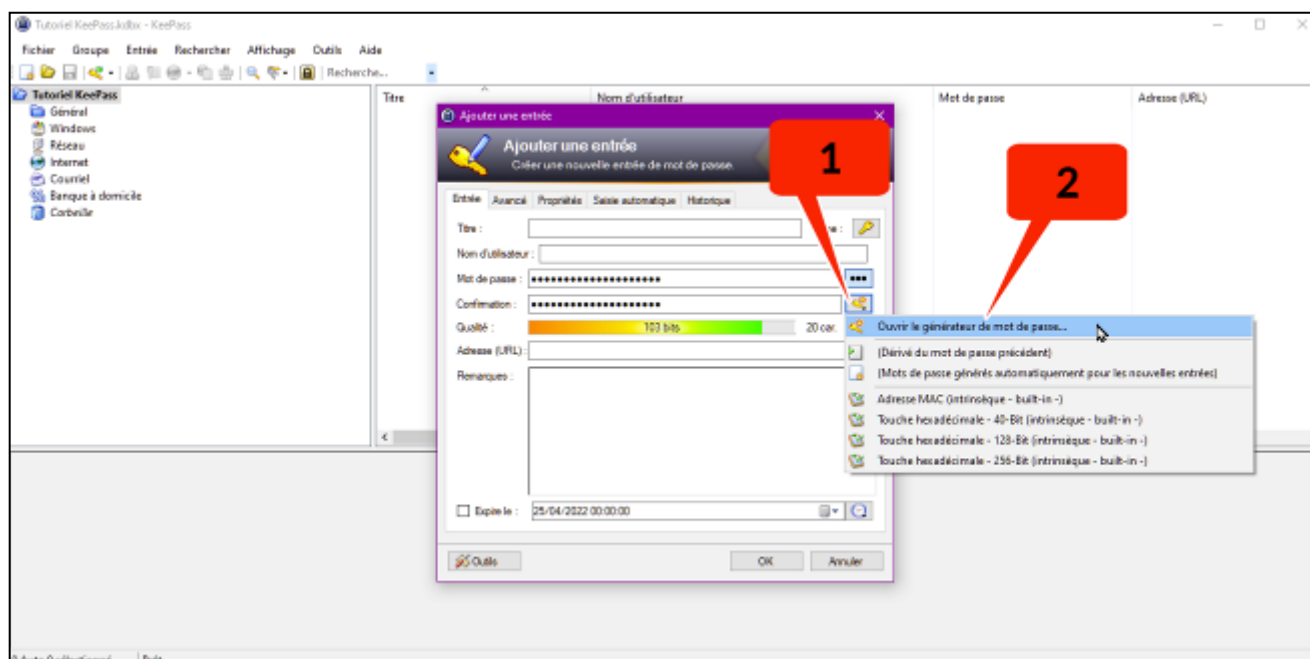 Tutoriel KeePass.kdbx - KeePass
Fichier Groupe Entrée Rechercher Affichage Outils Aide
Recherche...
Tutoriel KeePass
Général
Windows
Réseau
Internet
Courriel
Banque à domicile
Corbeille
Titre Nom d'utilisateur Mot de passe Adresse (URL)
Ajouter une entrée
Ajouter une entrée
Créer une nouvelle entrée de mot de passe.
1
2
Entrée Avancé Propriétés Saisie automatique Historique
Titre :
Nom d'utilisateur :
Mot de passe : ••••••••••••••••••••
Confirmation : ••••••••••••••••••••
Qualité : 103 bits 20 car.
Adresse (URL) :
Remarques :
Ouvrir le générateur de mot de passe...
(Dérivé du mot de passe précédent)
(Mots de passe générés automatiquement pour les nouvelles entrées)
Adresse MAC (intrinsèque - built-in -)
Touche hexadécimale - 40-Bit (intrinsèque - built-in -)
Touche hexadécimale - 128-Bit (intrinsèque - built-in -)
Touche hexadécimale - 256-Bit (intrinsèque - built-in -)
Expire le : 25/04/2022 00:00:00
Outils OK Annuler